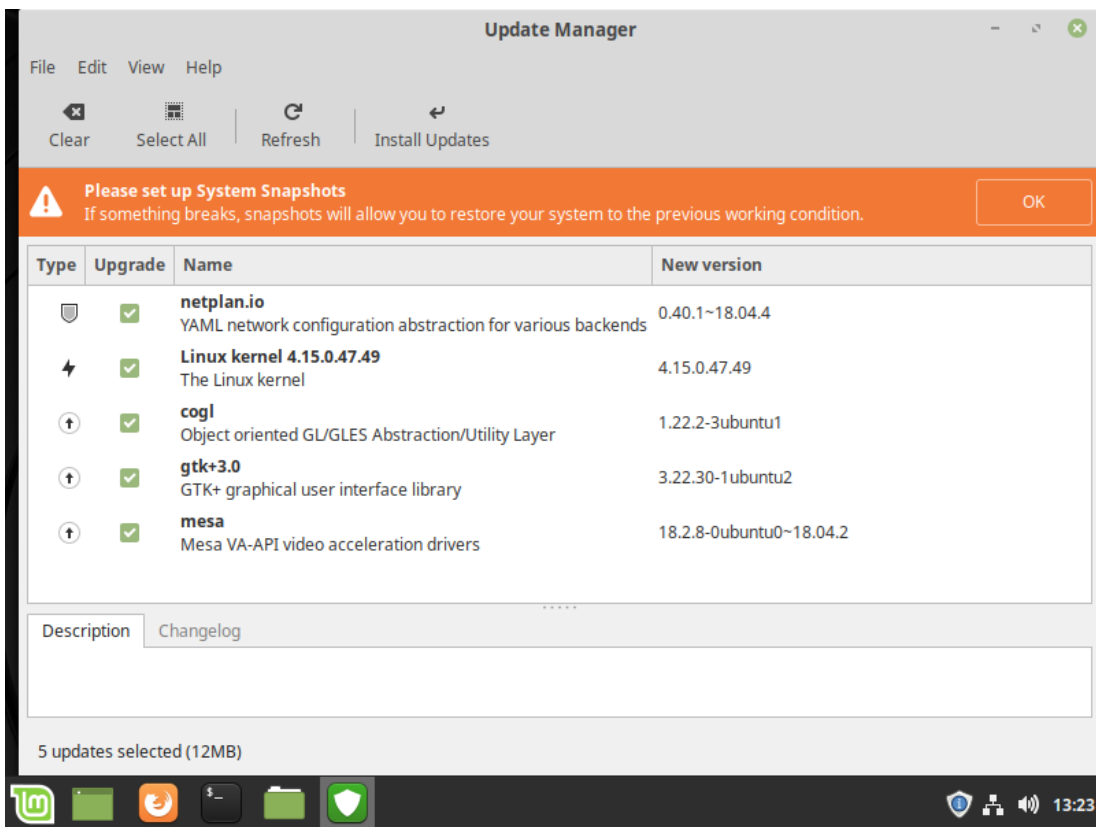 Update Manager
File Edit View Help
Clear Select All Refresh Install Updates
Please set up System Snapshots
If something breaks, snapshots will allow you to restore your system to the previous working condition.
OK
Type Upgrade Name New version
netplan.io
YAML network configuration abstraction for various backends
0.40.1~18.04.4
Linux kernel 4.15.0.47.49
The Linux kernel
4.15.0.47.49
cogl
Object oriented GL/GLES Abstraction/Utility Layer
1.22.2-3ubuntu1
gtk+3.0
GTK+ graphical user interface library
3.22.30-1ubuntu2
mesa
Mesa VA-API video acceleration drivers
18.2.8-0ubuntu0~18.04.2
Description Changelog
5 updates selected (12MB)
$_
13:23